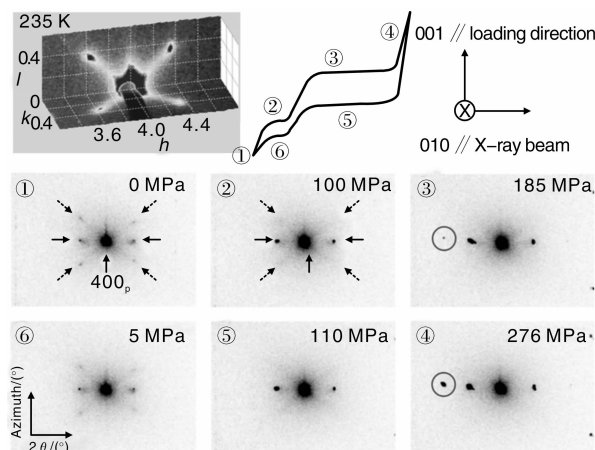 235 K
0.4
l
0
k
0.4
3.6
4.0
4.4
h
①
②
③
④
⑤
⑥
001 // loading direction
X
010 // X-ray beam
① 0 MPa
400p
② 100 MPa
③ 185 MPa
⑥ 5 MPa
Azimuth/(°)
2θ/(°)
⑤ 110 MPa
④ 276 MPa